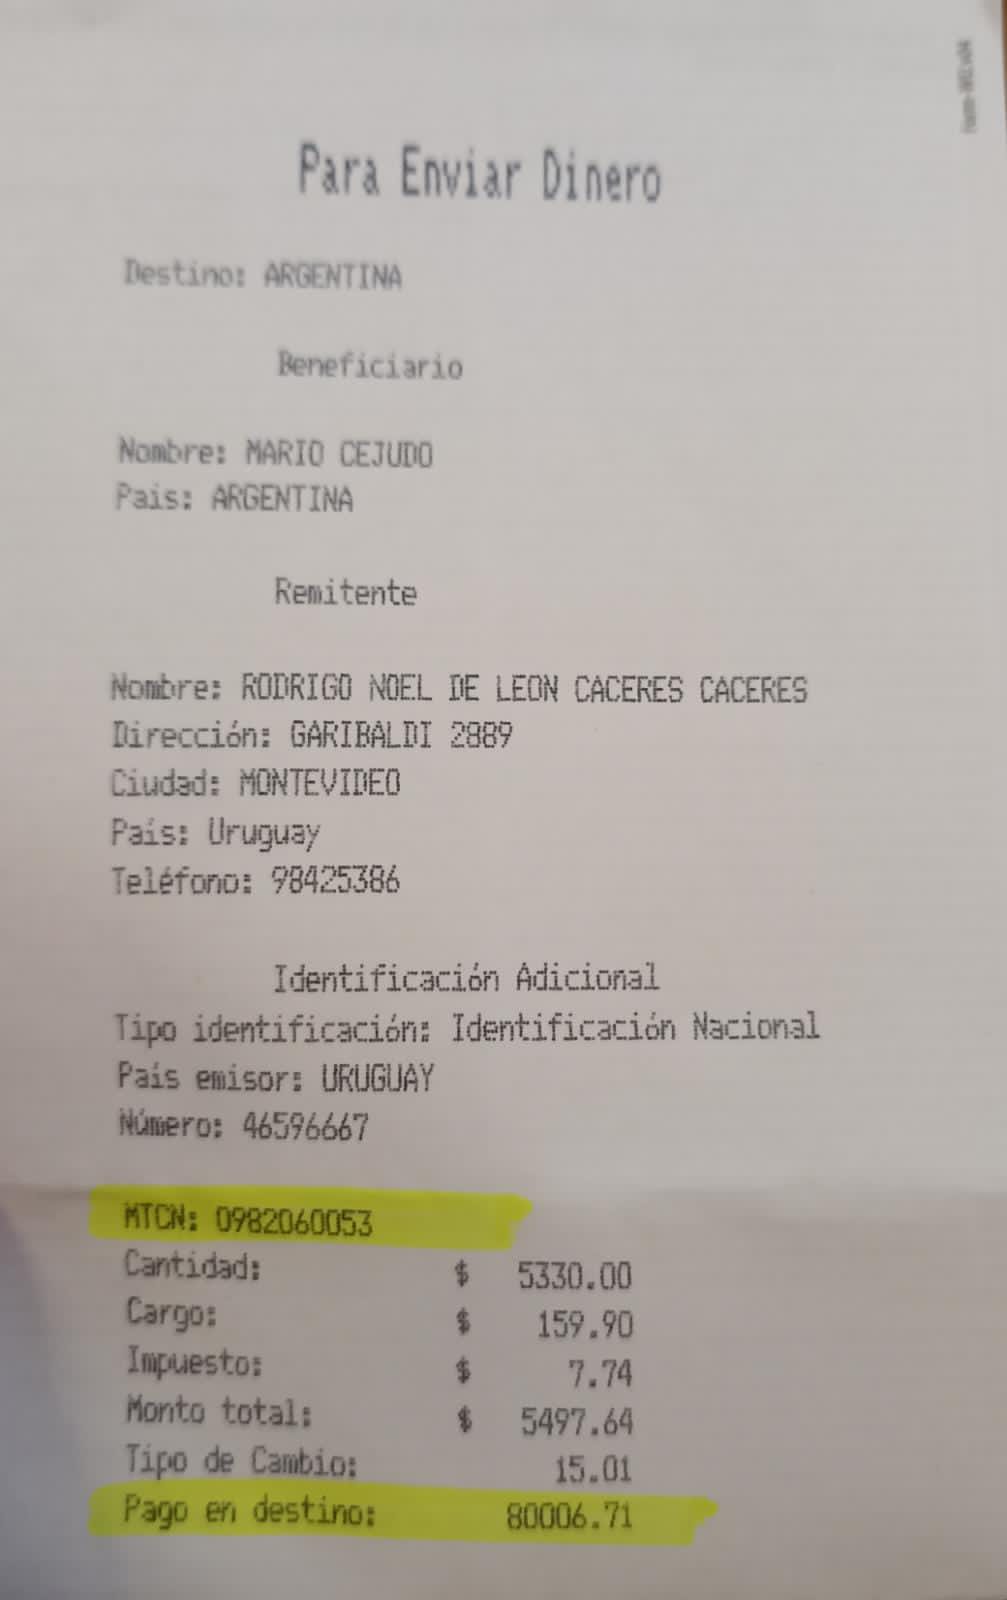 Para Enviar Dinero
Destino: ARGENTINA
Beneficiario
Nombre: MARIO CEJUDO
Pais: ARGENTINA
Remitente
Nombre: RODRIGO NOEL DE LEON CACERES CACERES
Dirección: GARIBALDI 2889
Ciudad: MONTEVIDEO
País: Uruguay
Teléfono: 98425386
Identificación Adicional
Tipo identificación: Identificación Nacional
País emisor: URUGUAY
Número: 46596667
MTCN: 0982060053
Cantidad: $ 5330.00
Cargo: $ 159.90
Impuesto: $ 7.74
Monto total: $ 5497.64
Tipo de Cambio: 15.01
Pago en destino: 80006.71